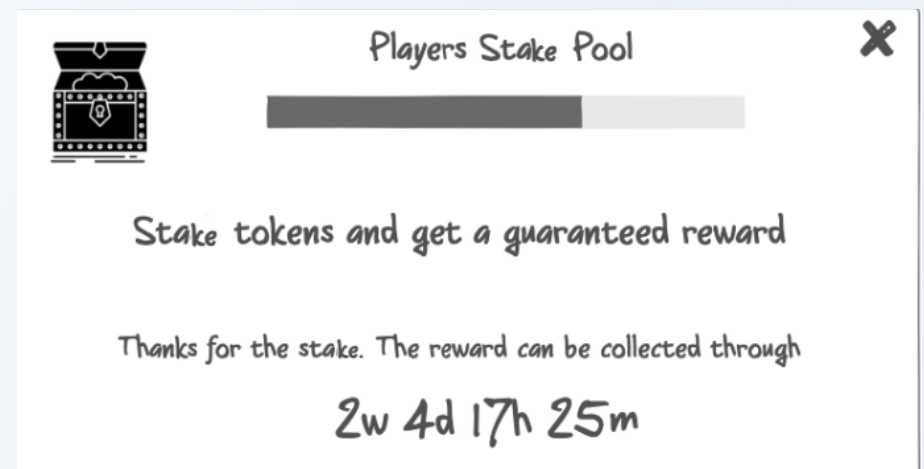 Players Stake Pool
Stake tokens and get a guaranteed reward
Thanks for the stake. The reward can be collected through
2w 4d 17h 25m